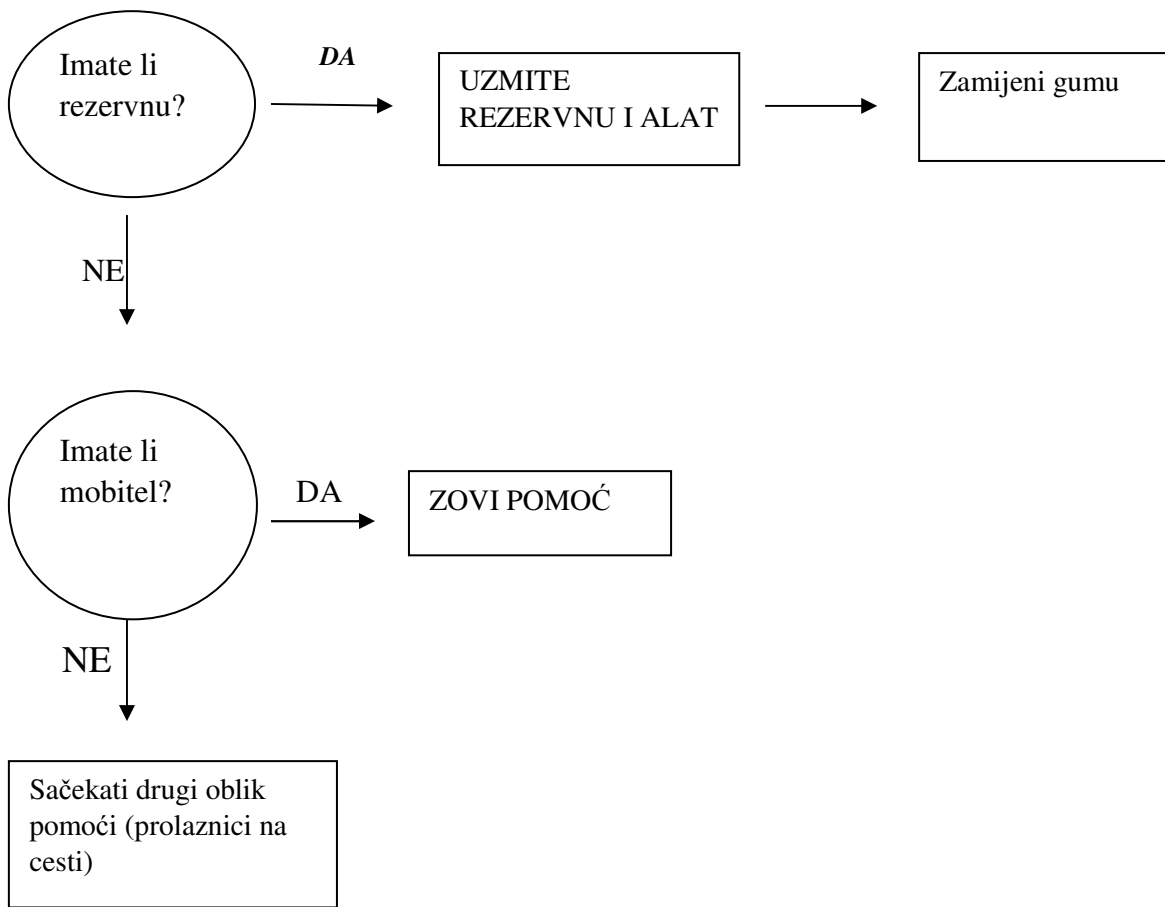 Imate li
rezervnu?
DA
UZMITE
REZERVNU I ALAT
Zamijeni gumu
NE
Imate li
mobitel?
DA
ZOVI POMOĆ
NE
Sačekati drugi oblik
pomoći (prolaznici na
cesti)